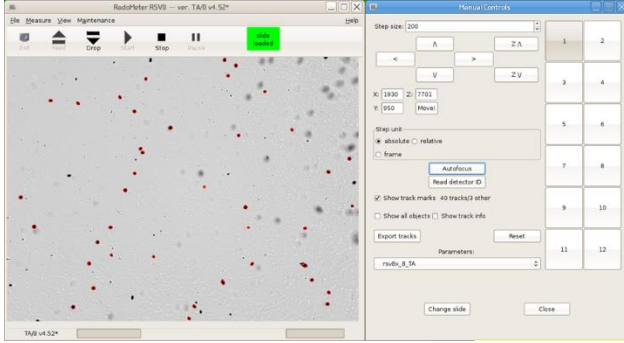 RadoMeter RSV8 -- ver. TA/8 v4.52*
File Measure View Maintenance Help
Exit Feed Drop Start Stop Pause
slide loaded
TA/8 v4.52*
Manual Controls
Step size: 200
∧ Z ∧
< >
∨ Z ∨
X: 1930 Z: 7701
Y: 950 Move!
Step unit
absolute relative
frame
Autofocus
Read detector ID
Show track marks 40 tracks/3 other
Show all objects Show track info
Export tracks Reset
Parameters:
rsv8x_8_TA
Change slide Close
1 2
3 4
5 6
7 8
9 10
11 12